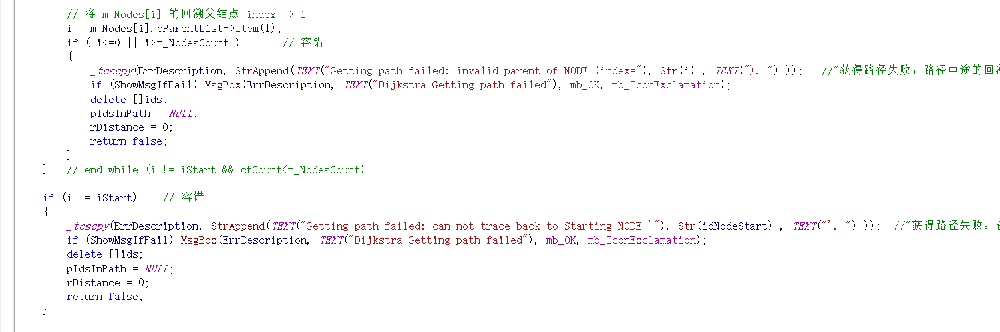 // 将 m_Nodes[i] 的回溯父结点 index => i
i = m_Nodes[i].pParentList->Item(1);
if ( i<=0 || i>m_NodesCount )        // 容错
{
_tcscpy(ErrDescription, StrAppend(TEXT("Getting path failed: invalid parent of NODE (index="), Str(i) , TEXT("). ") ));   //"获得路径失败: 路径中途的回溯
if (ShowMsgIfFail) MsgBox(ErrDescription, TEXT("Dijkstra Getting path failed"), mb_OK, mb_IconExclamation);
delete []ids;
pIdsInPath = NULL;
rDistance = 0;
return false;
}
}   // end while (i != iStart && ctCount<m_NodesCount)
if (i != iStart)    // 容错
{
_tcscpy(ErrDescription, StrAppend(TEXT("Getting path failed: can not trace back to Starting NODE '"), Str(idNodeStart) , TEXT("'. ") ));  //"获得路径失败: 在
if (ShowMsgIfFail) MsgBox(ErrDescription, TEXT("Dijkstra Getting path failed"), mb_OK, mb_IconExclamation);
delete []ids;
pIdsInPath = NULL;
rDistance = 0;
return false;
}